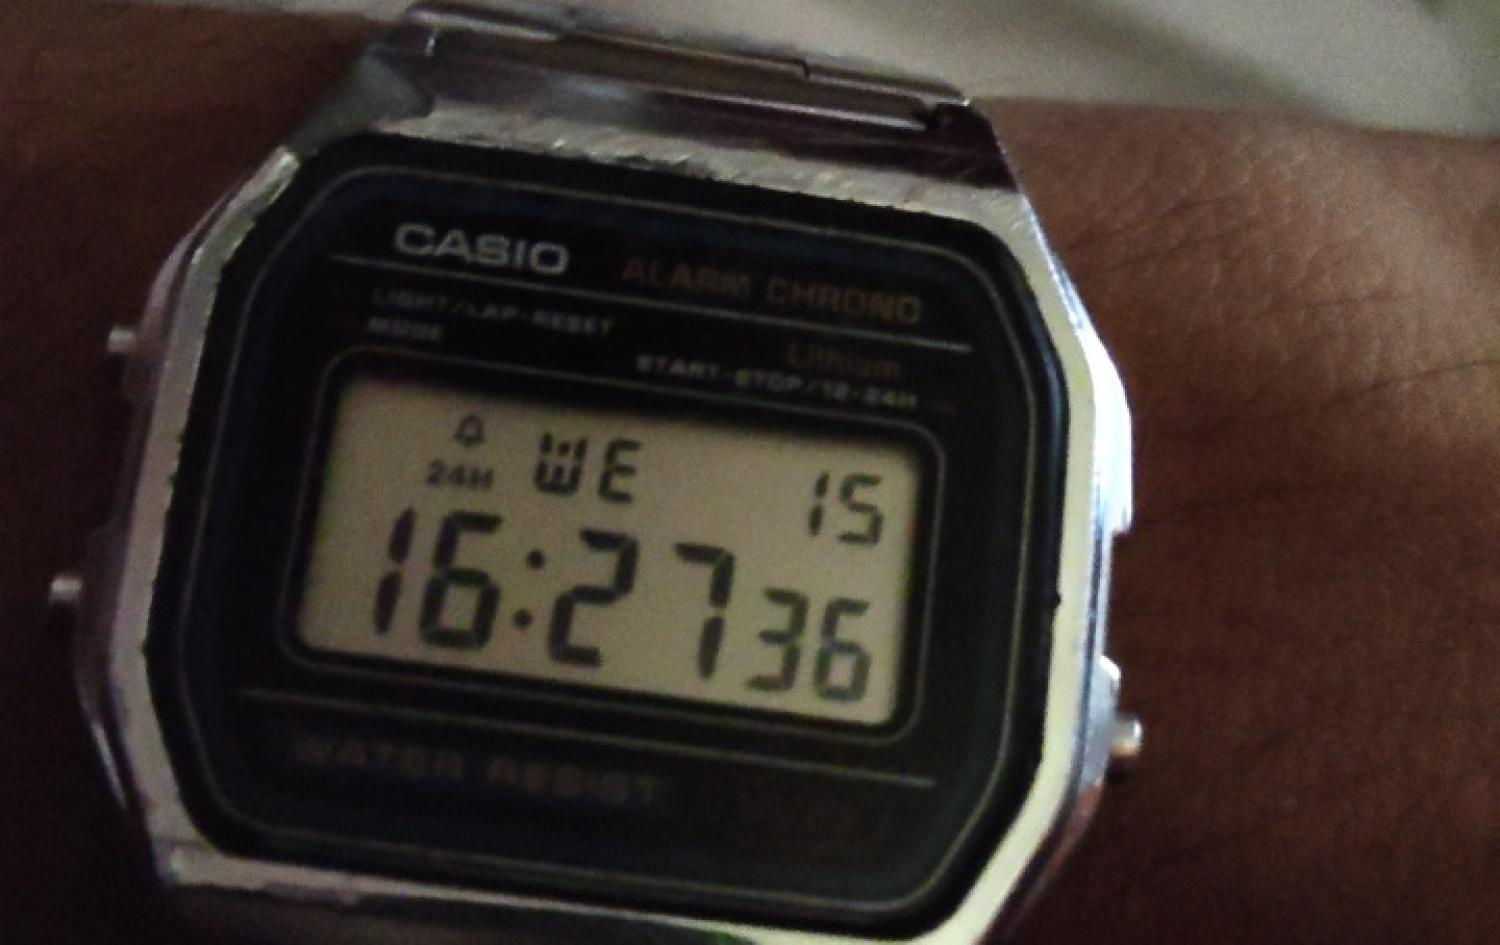 CASIO ALARM CHRONO
LIGHT/LAP-RESET
MODE
Lithium
START-STOP/12-24H
24H WE 15
16:27 36
WATER RESIST